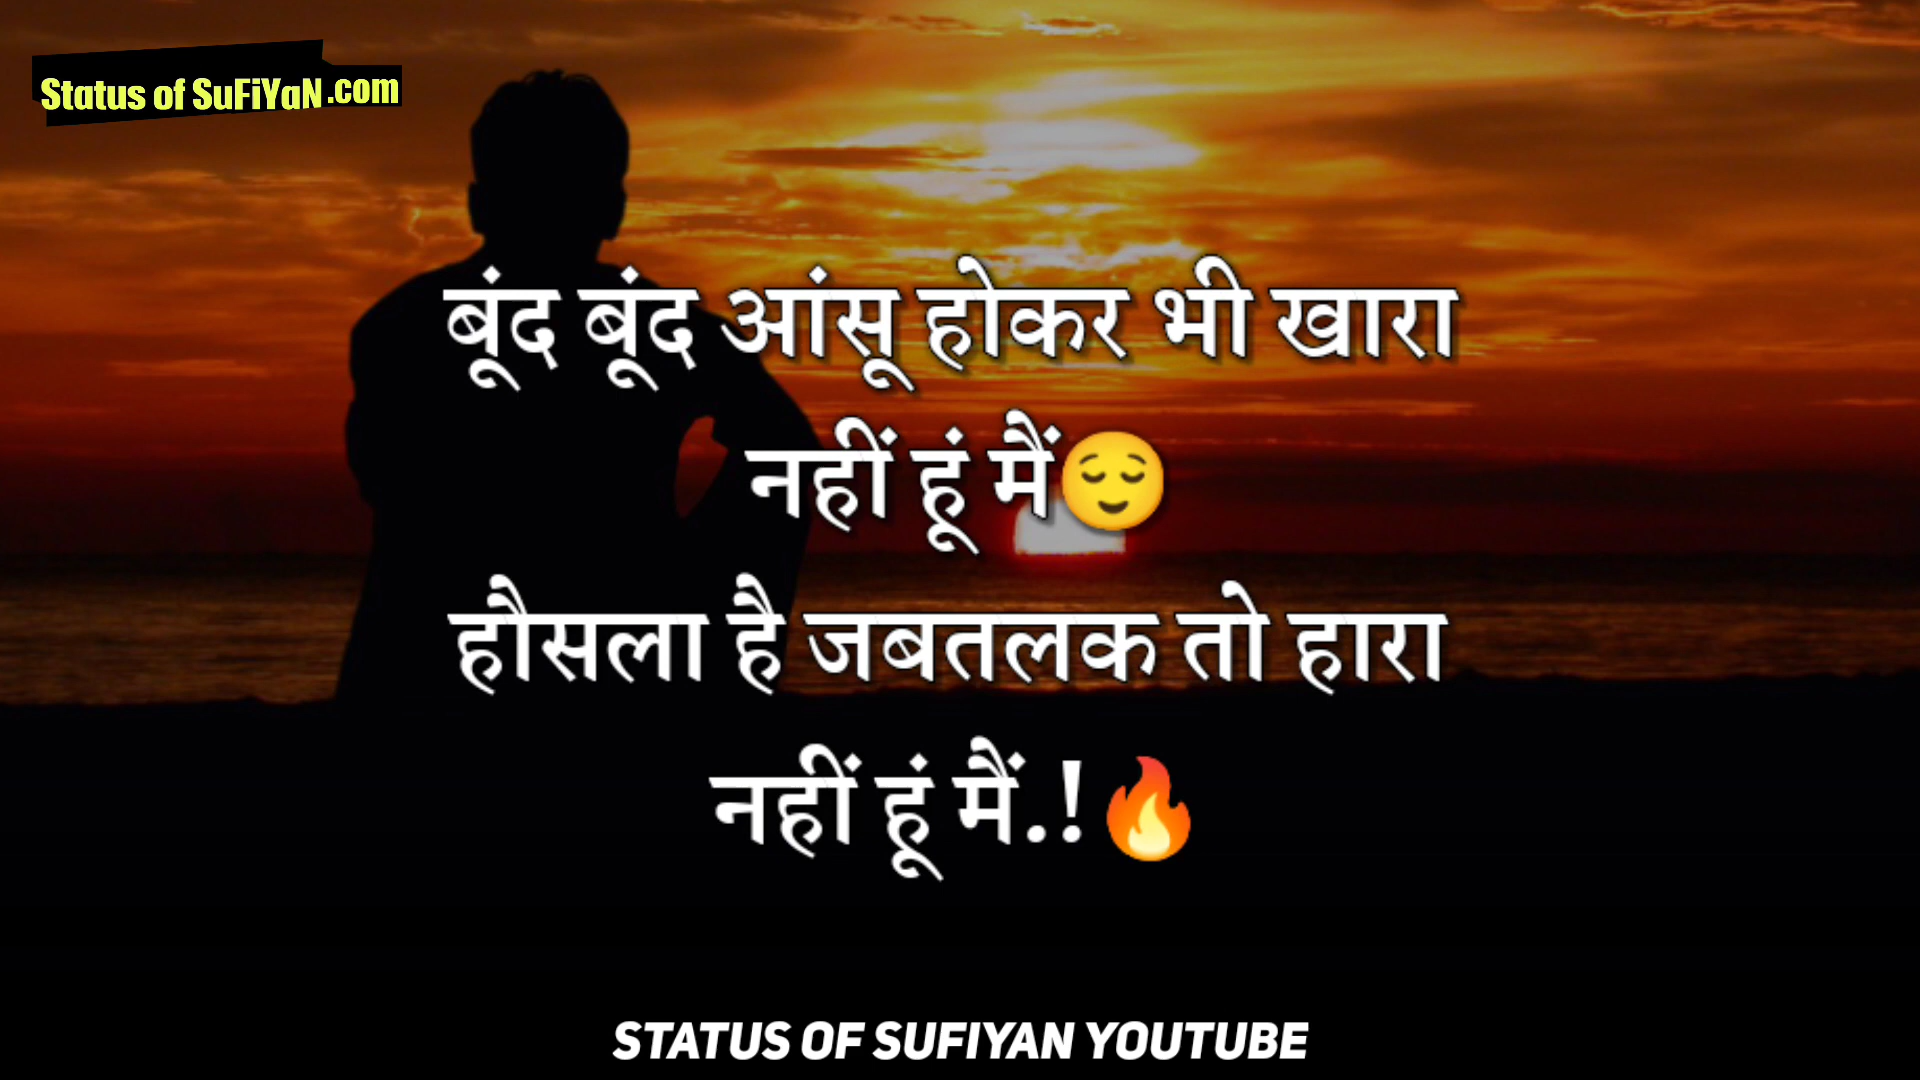 Status of SuFiYaN.com
बूंद बूंद आंसू होकर भी खारा
नहीं हूं मैं😌
हौसला है जबतलक तो हारा
नहीं हूं मैं.!🔥
STATUS OF SUFIYAN YOUTUBE